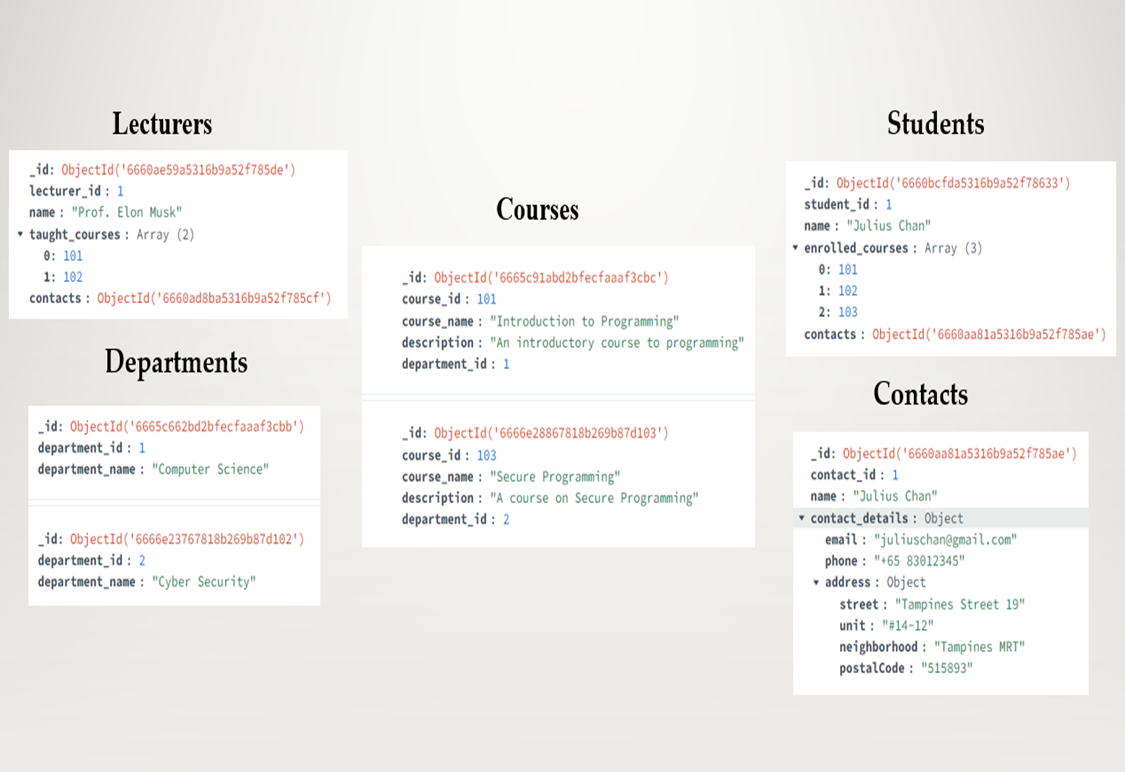 Lecturers
_id: ObjectId('6660ae59a5316b9a52f785de')
lecturer_id : 1
name : "Prof. Elon Musk"
▾ taught_courses : Array (2)
0: 101
1: 102
contacts : ObjectId('6660ad8ba5316b9a52f785cf')
Departments
_id: ObjectId('6665c662bd2bfecfaaaf3cbb')
department_id : 1
department_name : "Computer Science"
_id: ObjectId('6666e23767818b269b87d102')
department_id : 2
department_name : "Cyber Security"
Courses
_id: ObjectId('6665c91abd2bfecfaaaf3cbc')
course_id : 101
course_name : "Introduction to Programming"
description : "An introductory course to programming"
department_id : 1
_id: ObjectId('6666e28867818b269b87d103')
course_id : 103
course_name : "Secure Programming"
description : "A course on Secure Programming"
department_id : 2
Students
_id: ObjectId('6660bcfda5316b9a52f78633')
student_id : 1
name : "Julius Chan"
▾ enrolled_courses : Array (3)
0: 101
1: 102
2: 103
contacts : ObjectId('6660aa81a5316b9a52f785ae')
Contacts
_id: ObjectId('6660aa81a5316b9a52f785ae')
contact_id : 1
name : "Julius Chan"
▾ contact_details : Object
email : "juliuschan@gmail.com"
phone : "+65 83012345"
▾ address : Object
street : "Tampines Street 19"
unit : "#14-12"
neighborhood : "Tampines MRT"
postalCode : "515893"